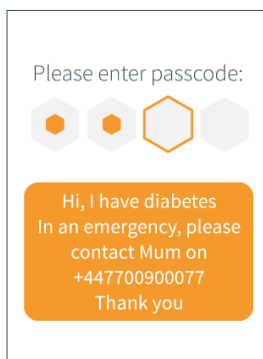 Please enter passcode:
Hi, I have diabetes
In an emergency, please
contact Mum on
+447700900077
Thank you